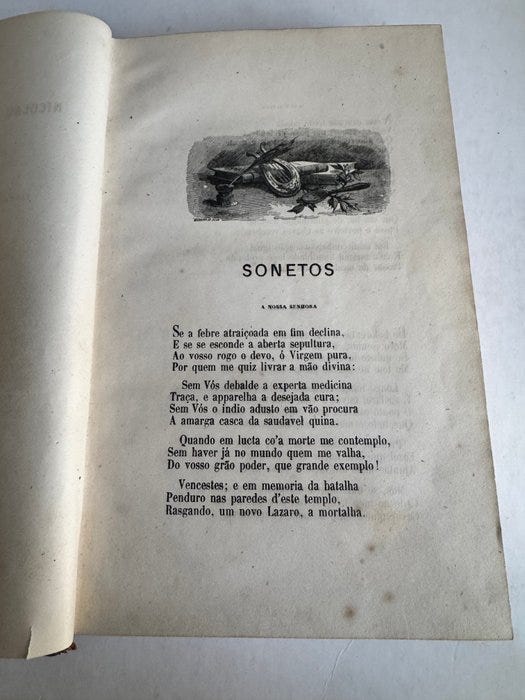 NICOLAU
SONETOS
A NOSSA SENHORA
Se a febre atraiçoada em fim declina,
E se se esconde a aberta sepultura,
Ao vosso rogo o devo, ó Virgem pura,
Por quem me quiz livrar a mão divina:
Sem Vós debalde a experta medicina
Traça, e apparelha a desejada cura;
Sem Vós o indio adusto em vão procura
A amarga casca da saudavel quina.
Quando em lucta co'a morte me contemplo,
Sem haver já no mundo quem me valha,
Do vosso grão poder, que grande exemplo!
Vencestes; e em memoria da batalha
Penduro nas paredes d'este templo,
Rasgando, um novo Lazaro, a mortalha.